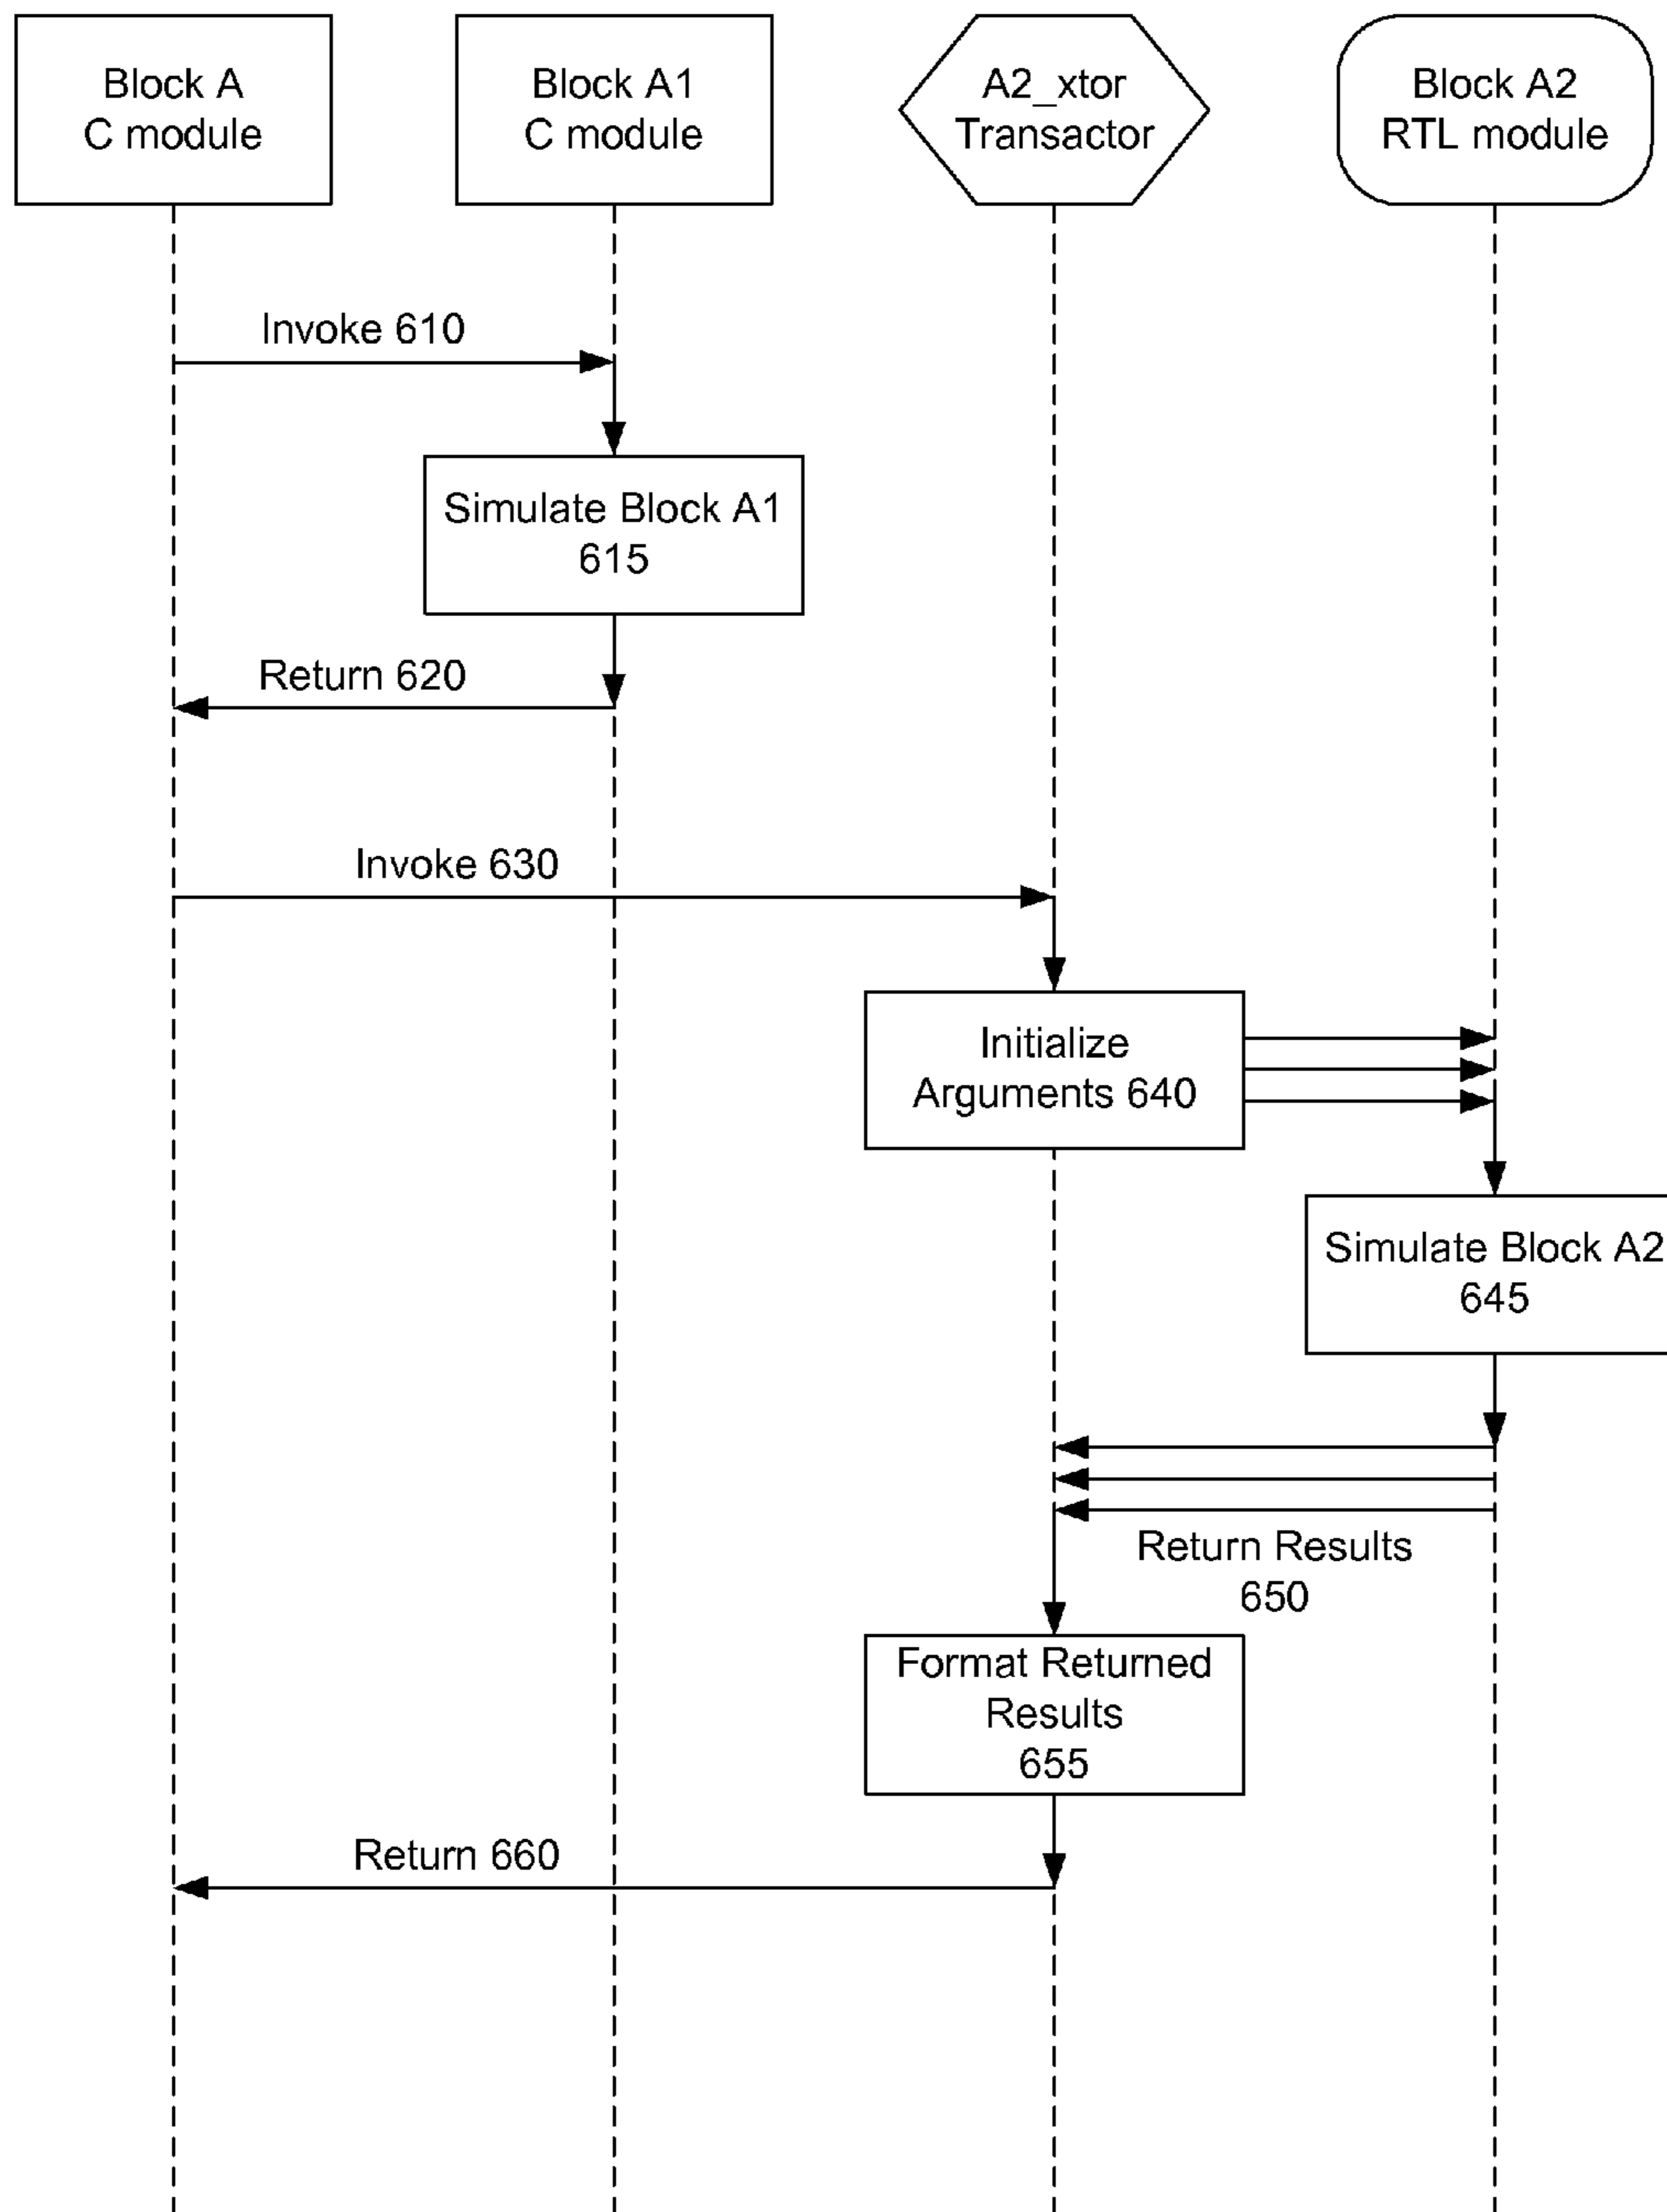 Block A
C module
Block A1
C module
A2_xtor
Transactor
Block A2
RTL module
Invoke 610
Simulate Block A1
615
Return 620
Invoke 630
Initialize
Arguments 640
Simulate Block A2
645
Return Results
650
Format Returned
Results
655
Return 660